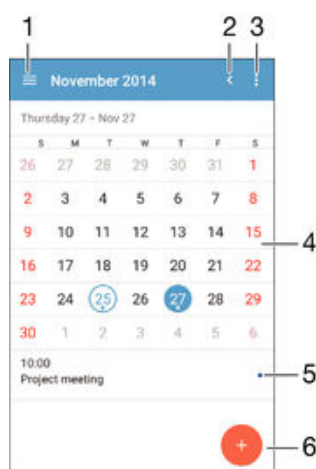 1 2 3
November 2014
Thursday 27 – Nov 27
S M T W T F S
26 27 28 29 30 31 1
2 3 4 5 6 7 8
9 10 11 12 13 14 15
4
16 17 18 19 20 21 22
23 24 25 26 27 28 29
30 1 2 3 4 5 6
10:00
Project meeting
5
+
6